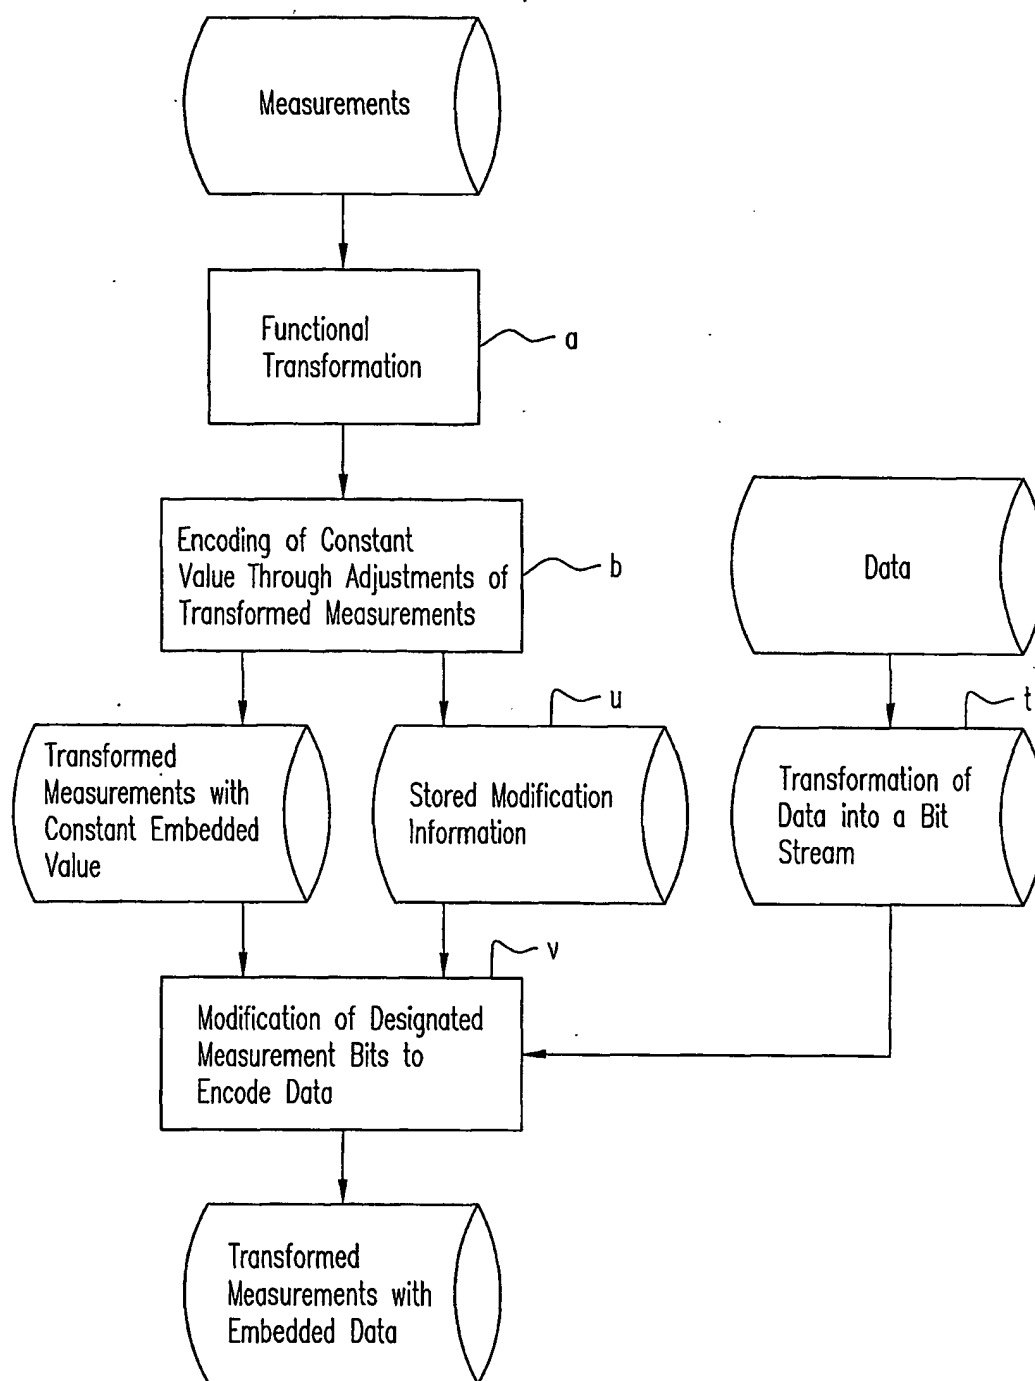 Measurements
Functional
Transformation
a
Encoding of Constant
Value Through Adjustments of
Transformed Measurements
b
Data
u
t
Transformed
Measurements with
Constant Embedded
Value
Stored Modification
Information
Transformation of
Data into a Bit
Stream
v
Modification of Designated
Measurement Bits to
Encode Data
Transformed
Measurements with
Embedded Data